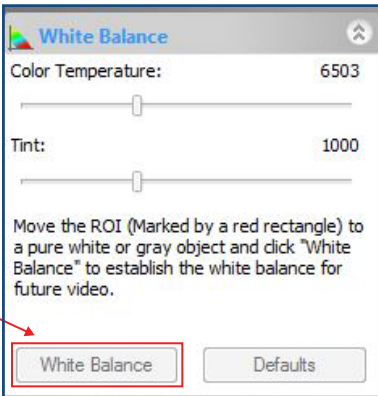 White Balance
Color Temperature: 6503
Tint: 1000
Move the ROI (Marked by a red rectangle) to
a pure white or gray object and click "White
Balance" to establish the white balance for
future video.
White Balance Defaults